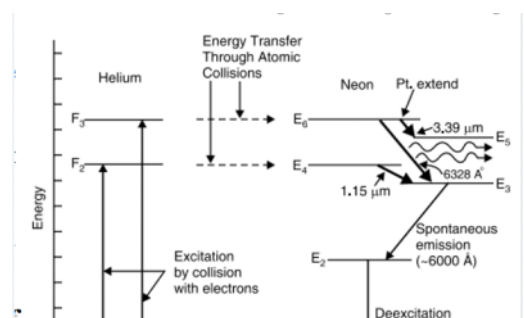 Energy Transfer
Through Atomic
Collisions
Helium
Neon
Pt. extend
F₃
E₆
3.39 μm
E₅
F₂
E₄
6328 Å
E₃
1.15 μm
Energy
Spontaneous
emission
(~6000 Å)
Excitation
by collision
with electrons
E₂
Deexcitation